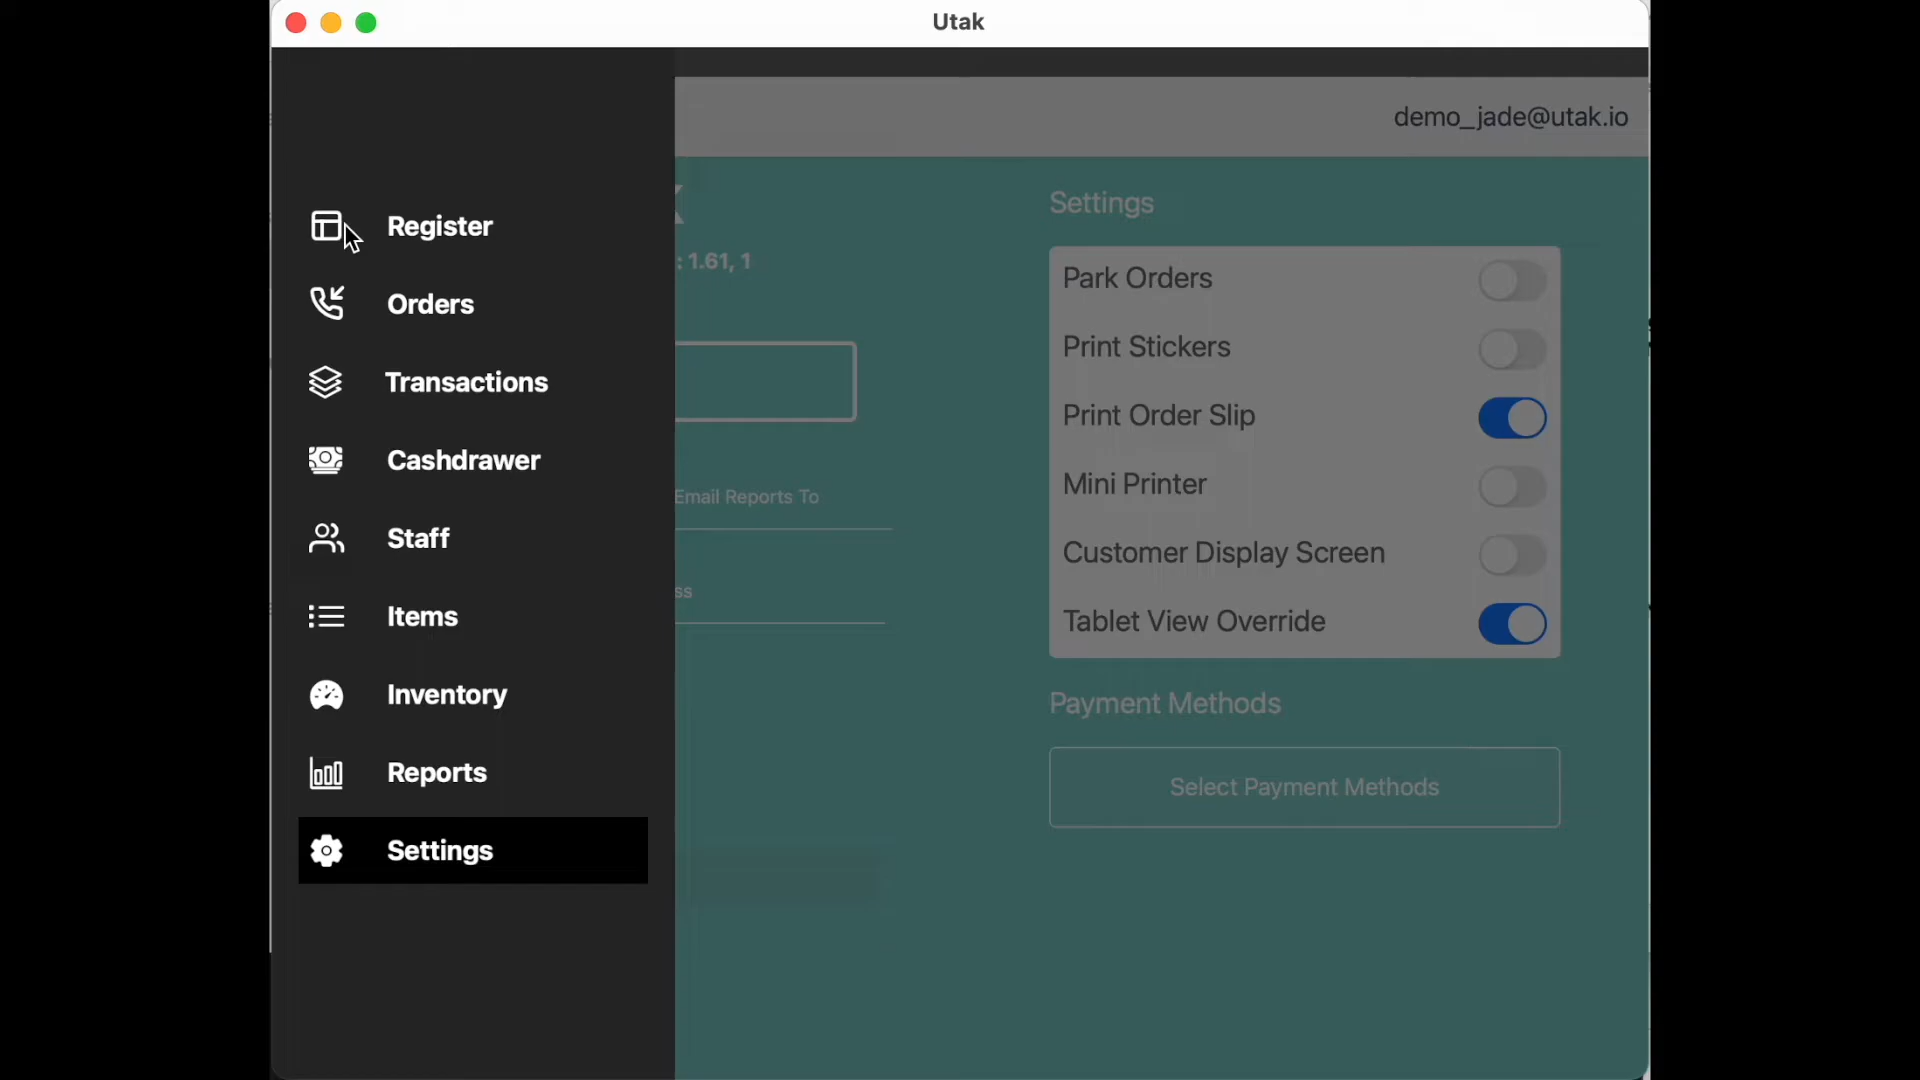 Utak
demo_jade@utak.io
Register
Orders
Transactions
Cashdrawer
Staff
Items
Inventory
Reports
Settings
: 1.61, 1
Email Reports To
ss
Settings
Park Orders
Print Stickers
Print Order Slip
Mini Printer
Customer Display Screen
Tablet View Override
Payment Methods
Select Payment Methods